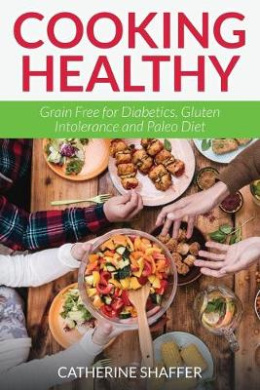 COOKING
HEALTHY
Grain Free for Diabetics, Gluten
Intolerance and Paleo Diet
CATHERINE SHAFFER